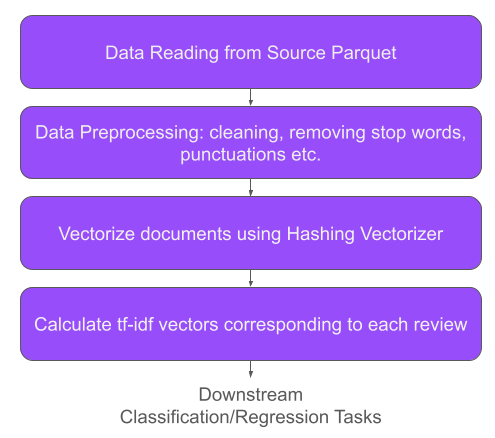 Data Reading from Source Parquet
Data Preprocessing: cleaning, removing stop words,
punctuations etc.
Vectorize documents using Hashing Vectorizer
Calculate tf-idf vectors corresponding to each review
Downstream
Classification/Regression Tasks